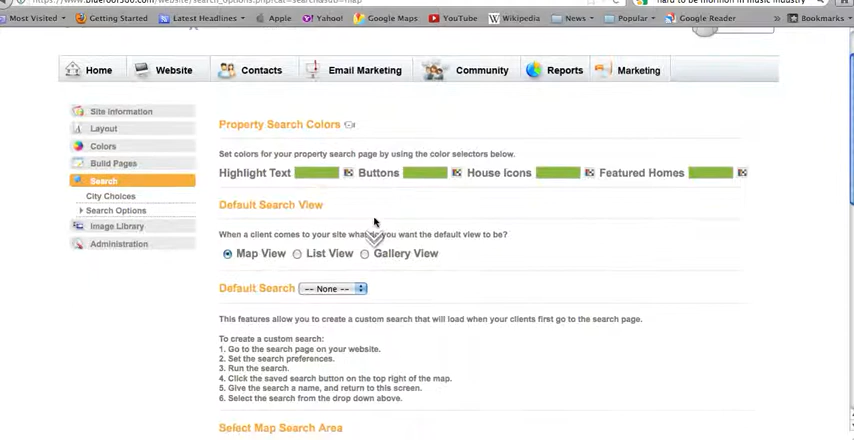 Most Visited
Getting Started
Latest Headlines
Apple
Yahoo!
Google Maps
YouTube
Wikipedia
News
Popular
Google Reader
»
Bookmarks
Home
Website
Contacts
Email Marketing
Community
Reports
Marketing
Site Information
Layout
Colors
Build Pages
Search
City Choices
Search Options
Image Library
Administration
Property Search Colors
Set colors for your property search page by using the color selectors below.
Highlight Text
Buttons
House Icons
Featured Homes
Default Search View
When a client comes to your site what do you want the default view to be?
Map View
List View
Gallery View
Default Search
-- None --
This features allow you to create a custom search that will load when your clients first go to the search page.
To create a custom search:
1. Go to the search page on your website.
2. Set the search preferences.
3. Run the search.
4. Click the saved search button on the top right of the map.
5. Give the search a name, and return to this screen.
6. Select the search from the drop down above.
Select Map Search Area